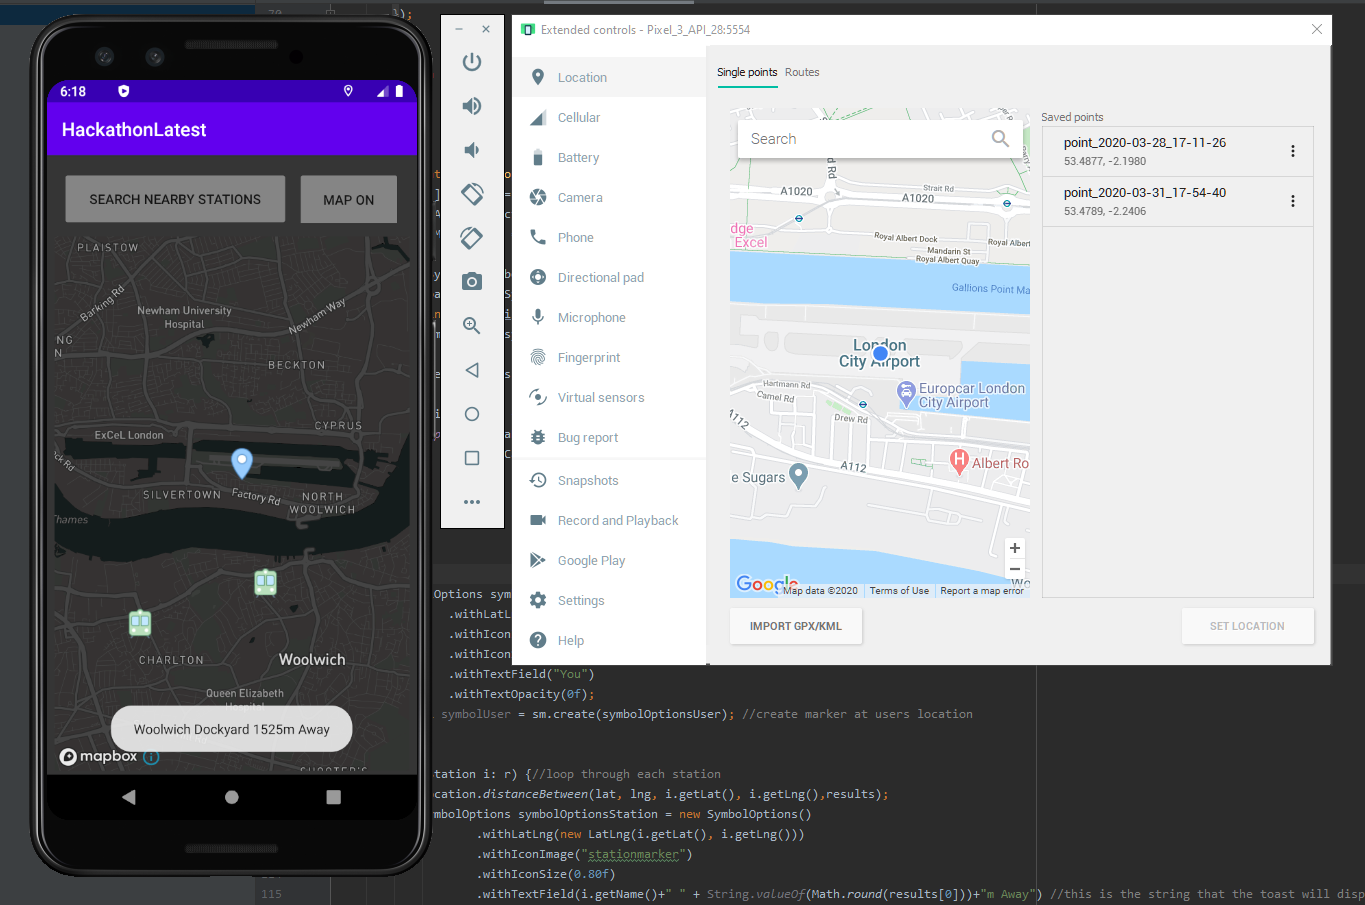 6:18
HackathonLatest
SEARCH NEARBY STATIONS
MAP ON
PLAISTOW
Barking Rd
Newham University
Hospital
Newham Way
NG
N
BECKTON
CYPRUS
ExCeL London
ck Rd
SILVERTOWN
Factory Rd
NORTH
WOOLWICH
Thames
CHARLTON
Woolwich
Queen Elizabeth
Hospital
Woolwich Dockyard 1525m Away
mapbox
SHOOTER'S
Extended controls - Pixel_3_API_28:5554
Location
Cellular
Battery
Camera
Phone
Directional pad
Microphone
Fingerprint
Virtual sensors
Bug report
Snapshots
Record and Playback
Google Play
Settings
Help
Single points
Routes
Search
Rd
A1020
Strait Rd
A1020
dge
Excel
Royal Albert Dock
Royal Alber
Mandarin St
Royal Albert Quay
Gallions Point Ma
London
City Airport
Europcar London
City Airport
Hartmann Rd
Camel Rd
Drew Rd
A112
A112
Albert Ro
e Sugars
Wo
Google
Map data ©2020
Terms of Use
Report a map error
IMPORT GPX/KML
Saved points
point_2020-03-28_17-11-26
53.4877, -2.1980
point_2020-03-31_17-54-40
53.4789, -2.2406
SET LOCATION
Options sym
.withLatL
.withIcon
.withIcon
.withTextField("You")
.withTextOpacity(0f);
symbolUser = sm.create(symbolOptionsUser); //create marker at users location
tation i: r) {//loop through each station
ocation.distanceBetween(lat, lng, i.getLat(), i.getLng(),results);
mbolOptions symbolOptionsStation = new SymbolOptions()
.withLatLng(new LatLng(i.getLat(), i.getLng()))
.withIconImage("stationmarker")
.withIconSize(0.80f)
115
.withTextField(i.getName()+" " + String.valueOf(Math.round(results[0]))+"m Away") //this is the string that the toast will disp